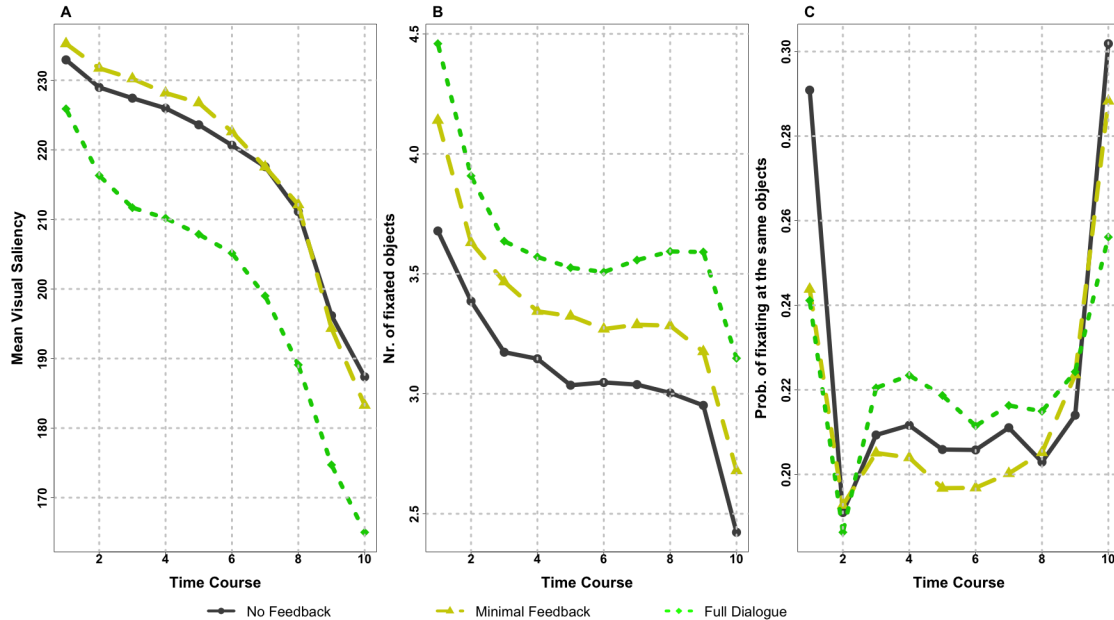 A
B
C
Mean Visual Saliency
230
220
210
200
190
180
170
2 4 6 8 10
Time Course
Nr. of fixated objects
4.5
4.0
3.5
3.0
2.5
2 4 6 8 10
Time Course
Prob. of fixating at the same objects
0.30
0.28
0.26
0.24
0.22
0.20
2 4 6 8 10
Time Course
No Feedback
Minimal Feedback
Full Dialogue